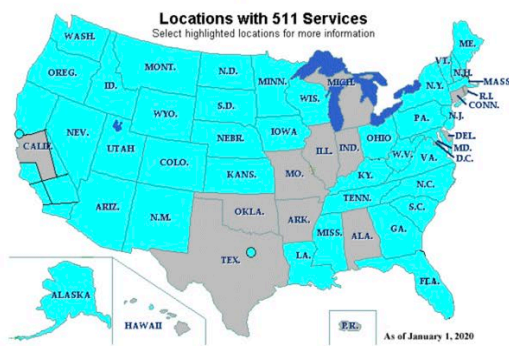 Locations with 511 Services
Select highlighted locations for more information
WASH.
ME.
MONT.
N.D.
VT.
N.H.
OREG.
MINN.
MICH.
MASS
ID.
WIS.
N.Y.
R.I.
CONN.
S.D.
WYO.
N.J.
PA.
IOWA
OHIO
NEV.
NEBR.
DEL.
CALIF.
UTAH
ILL.
IND.
MD.
W.V.
VA.
D.C.
COLO.
KANS.
MO.
KY.
N.C.
TENN.
ARIZ.
N.M.
OKLA.
ARK.
S.C.
MISS.
ALA.
GA.
TEX.
LA.
FLA.
ALASKA
HAWAII
P.R.
As of January 1, 2020